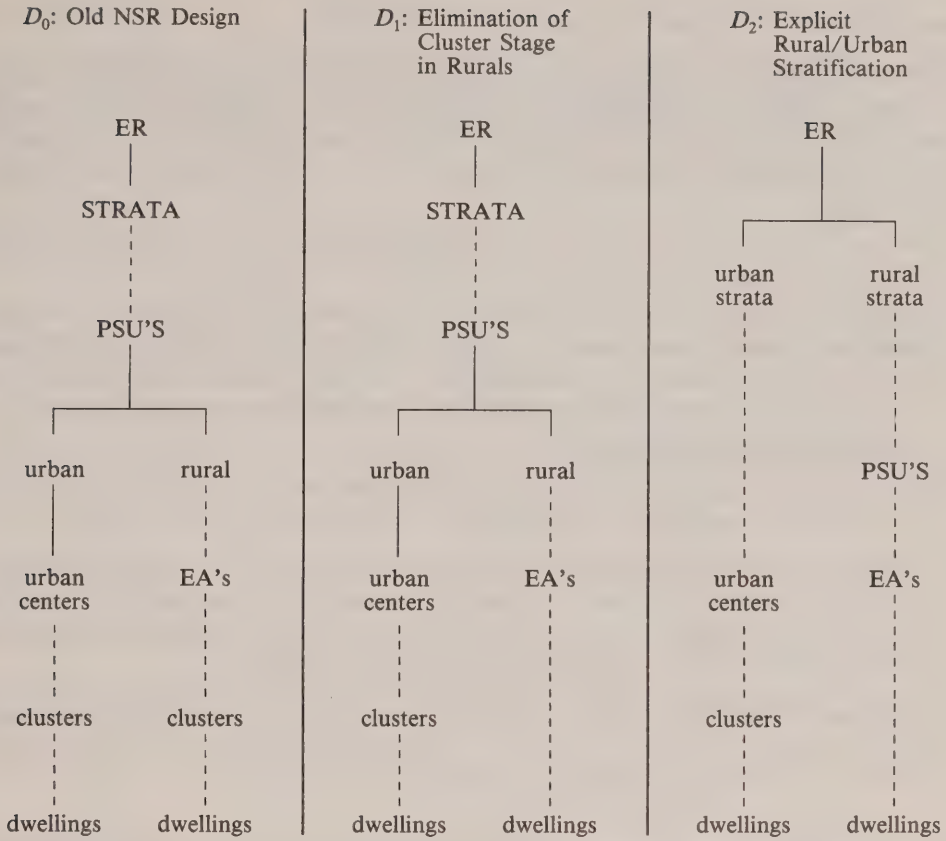 D₀: Old NSR Design
ER
STRATA
PSU'S
urban rural
urban
centers
EA's
clusters clusters
dwellings dwellings
D₁: Elimination of
Cluster Stage
in Rurals
ER
STRATA
PSU'S
urban rural
urban
centers
EA's
clusters
dwellings dwellings
D₂: Explicit
Rural/Urban
Stratification
ER
urban
strata
rural
strata
PSU'S
urban
centers
EA's
clusters
dwellings dwellings